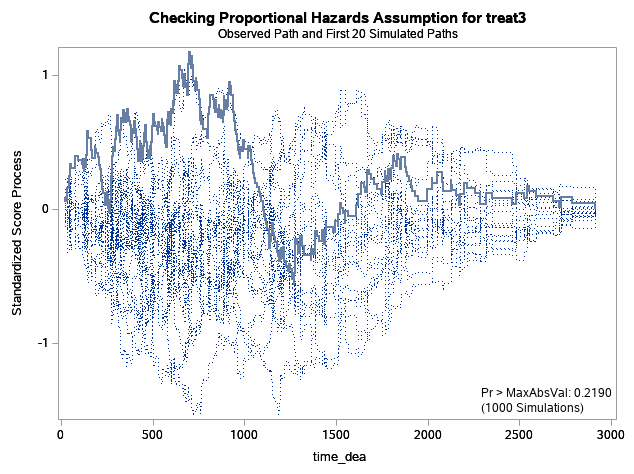 Checking Proportional Hazards Assumption for treat3
Observed Path and First 20 Simulated Paths
Standardized Score Process
1
0
-1
Pr > MaxAbsVal: 0.2190
(1000 Simulations)
0 500 1000 1500 2000 2500 3000
time_dea